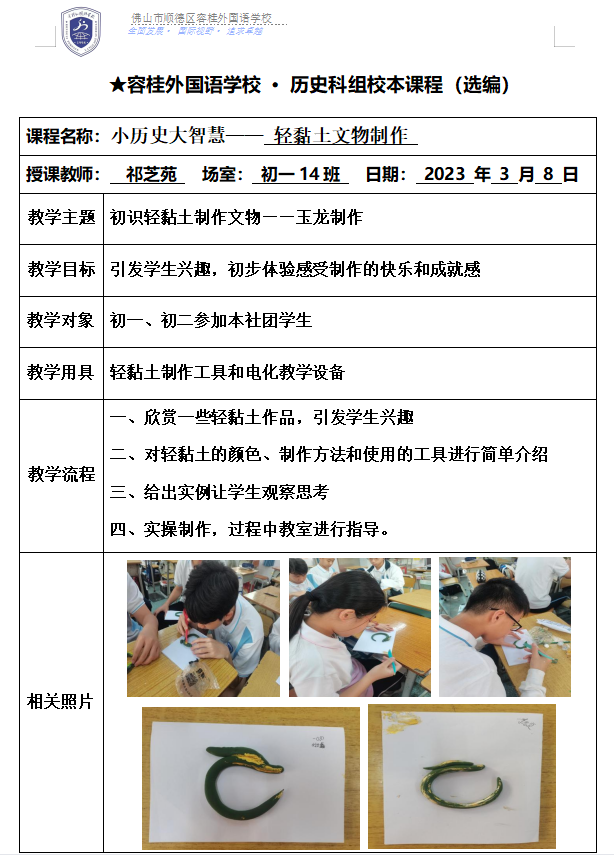 佛山市顺德区容桂外国语学校
全面发展· 国际视野· 追求卓越
★容桂外国语学校 · 历史科组校本课程（选编）
课程名称： 小历史大智慧—— 轻黏土文物制作
授课教师： 祁芝苑 场室： 初一14班 日期： 2023 年 3 月 8 日
教学主题 初识轻黏土制作文物——玉龙制作
教学目标 引发学生兴趣，初步体验感受制作的快乐和成就感
教学对象 初一、初二参加本社团学生
教学用具 轻黏土制作工具和电化教学设备
教学流程
一、欣赏一些轻黏土作品，引发学生兴趣
二、对轻黏土的颜色、制作方法和使用的工具进行简单介绍
三、给出实例让学生观察思考
四、实操制作，过程中教室进行指导。
相关照片